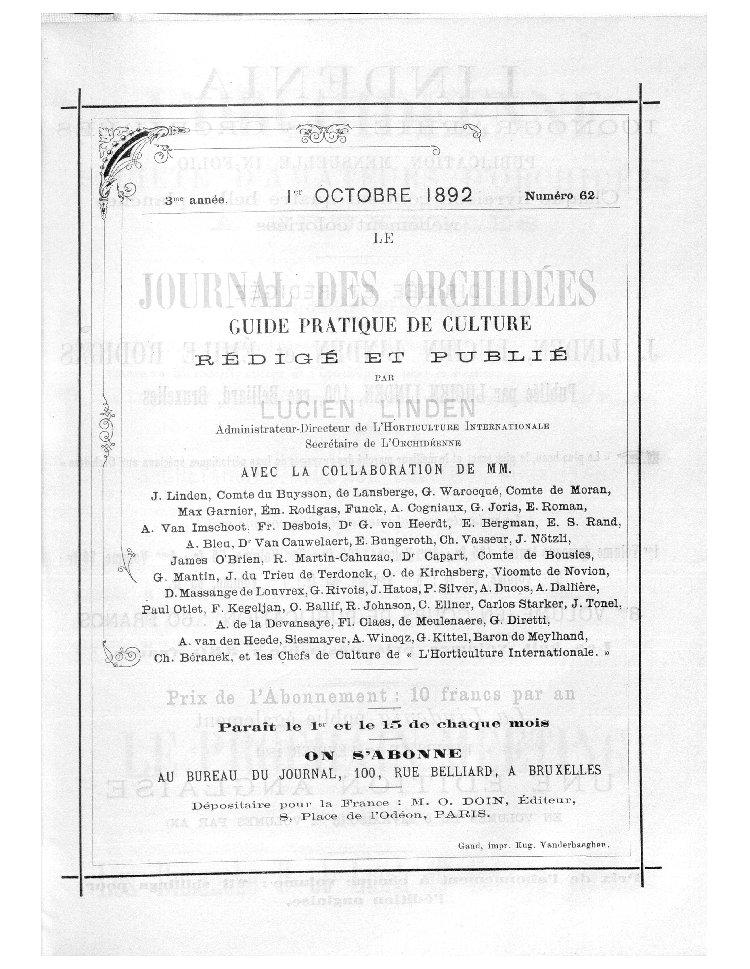 3me année. 1er OCTOBRE 1892 Numéro 62.
LE
JOURNAL DES ORCHIDÉES
GUIDE PRATIQUE DE CULTURE
RÉDIGÉ ET PUBLIÉ
PAR
LUCIEN LINDEN
Administrateur-Directeur de L'HORTICULTURE INTERNATIONALE
Secrétaire de L'ORCHIDÉENNE
AVEC LA COLLABORATION DE MM.
J. Linden, Comte du Buysson, de Lansberge, G. Warocqué, Comte de Moran,
Max Garnier, Ém. Rodigas, Funck, A. Cogniaux, G. Joris, E. Roman,
A. Van Imschoot. Fr. Desbois, Dr G. von Heerdt, E. Bergman, E. S. Rand,
A. Bleu, Dr Van Cauwelaert, E. Bungeroth, Ch. Vasseur, J. Nötzli,
James O'Brien, R. Martin-Cahuzac, Dr Capart, Comte de Bousies,
G. Mantin, J. du Trieu de Terdonck, O. de Kirchsberg, Vicomte de Novion,
D. Massange de Louvrex, G. Rivois, J. Hatos, P. Silver, A. Ducos, A. Dallière,
Paul Otlet, F. Kegeljan, O. Ballif, R. Johnson, C. Ellner, Carlos Starker, J. Tonel,
A. de la Devansaye, Fl. Claes, de Meulenaere, G. Diretti,
A. van den Heede, Siesmayer, A. Wincqz, G. Kittel, Baron de Meylhand,
Ch. Béranek, et les Chefs de Culture de « L'Horticulture Internationale. »
Prix de l'Abonnement : 10 francs par an
Paraît le 1er et le 15 de chaque mois
ON S'ABONNE
AU BUREAU DU JOURNAL, 100, RUE BELLIARD, A BRUXELLES
Dépositaire pour la France : M. O. DOIN, Éditeur,
8, Place de l'Odéon, PARIS.
Gand, impr. Eug. Vanderhaeghen.